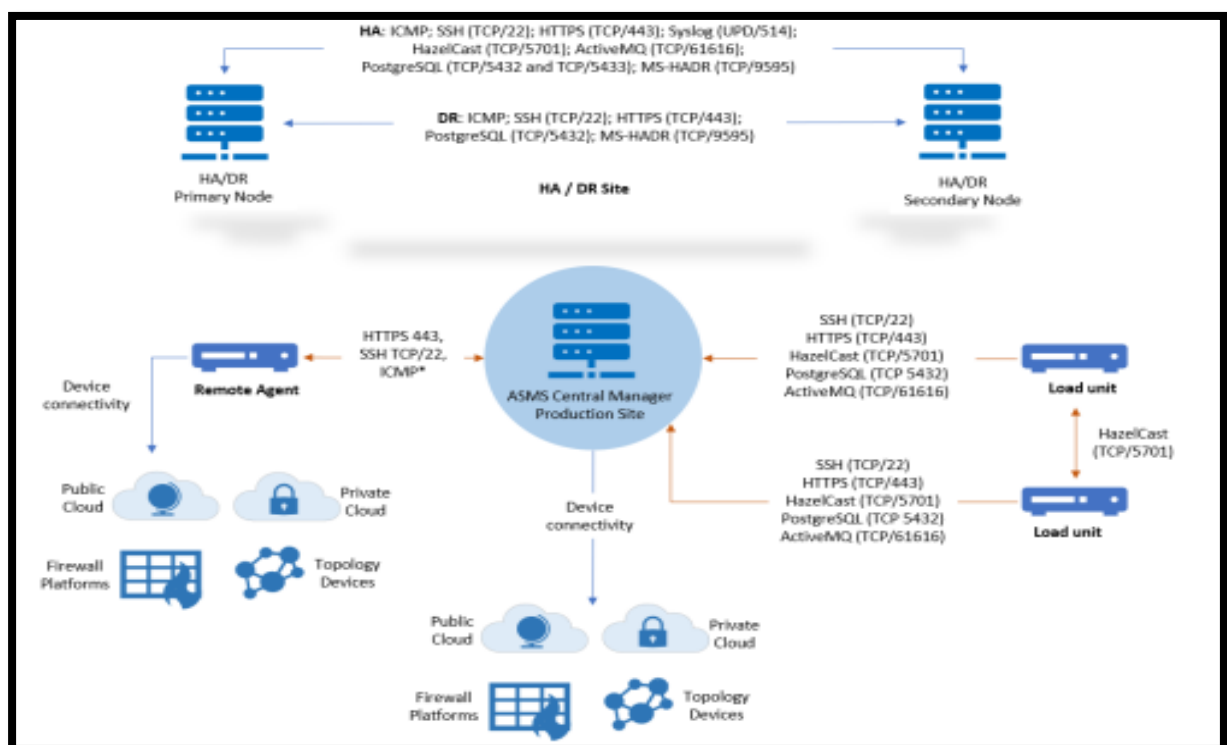 HA: ICMP; SSH (TCP/22); HTTPS (TCP/443); Syslog (UPD/514);
HazelCast (TCP/5701); ActiveMQ (TCP/61616);
PostgreSQL (TCP/5432 and TCP/5433); MS-HADR (TCP/9595)
DR: ICMP; SSH (TCP/22); HTTPS (TCP/443);
PostgreSQL (TCP/5432); MS-HADR (TCP/9595)
HA/DR
Primary Node
HA / DR Site
HA/DR
Secondary Node
HTTPS 443,
SSH TCP/22,
ICMP*
Remote Agent
Device
connectivity
ASMS Central Manager
Production Site
SSH (TCP/22)
HTTPS (TCP/443)
HazelCast (TCP/5701)
PostgreSQL (TCP 5432)
ActiveMQ (TCP/61616)
Load unit
HazelCast
(TCP/5701)
SSH (TCP/22)
HTTPS (TCP/443)
HazelCast (TCP/5701)
PostgreSQL (TCP 5432)
ActiveMQ (TCP/61616)
Load unit
Public
Cloud
Private
Cloud
Firewall
Platforms
Topology
Devices
Device
connectivity
Public
Cloud
Private
Cloud
Firewall
Platforms
Topology
Devices